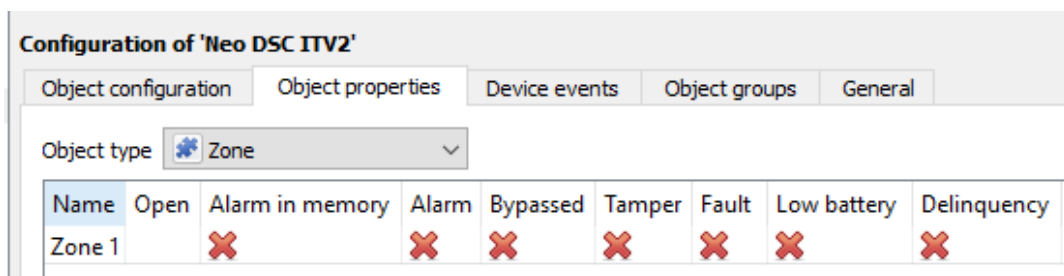 Configuration of 'Neo DSC ITV2'
Object configuration Object properties Device events Object groups General
Object type Zone
Name Open Alarm in memory Alarm Bypassed Tamper Fault Low battery Delinquency
Zone 1